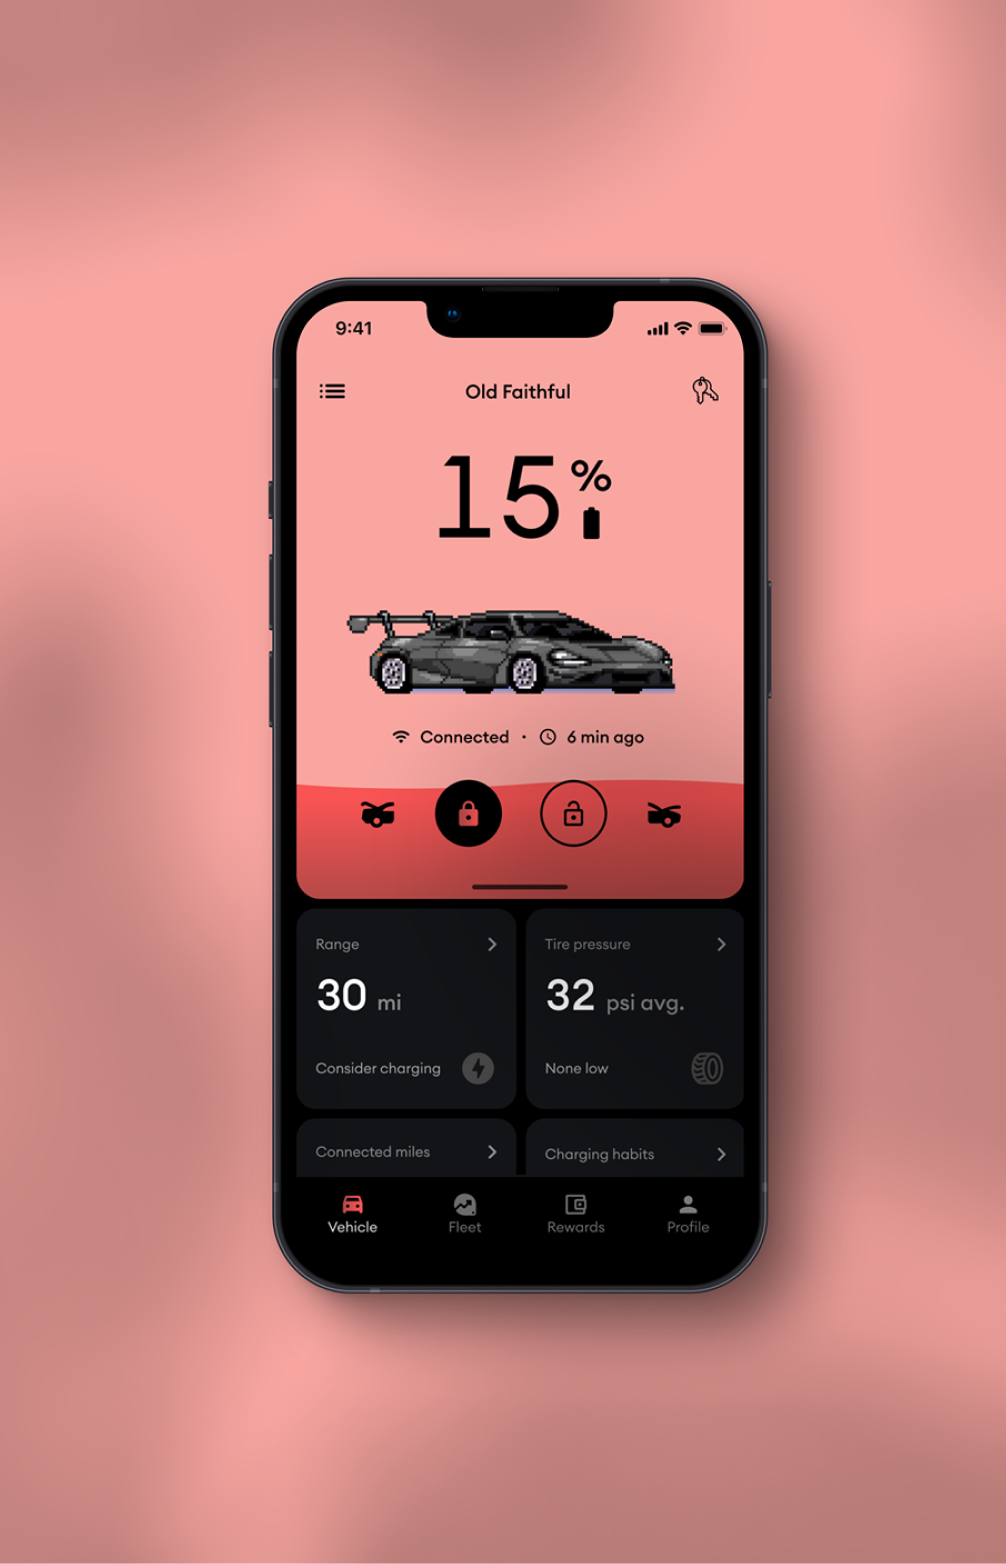 9:41
Old Faithful
15%
Connected · 6 min ago
Range
30 mi
Consider charging
Tire pressure
32 psi avg.
None low
Connected miles
Charging habits
Vehicle
Fleet
Rewards
Profile